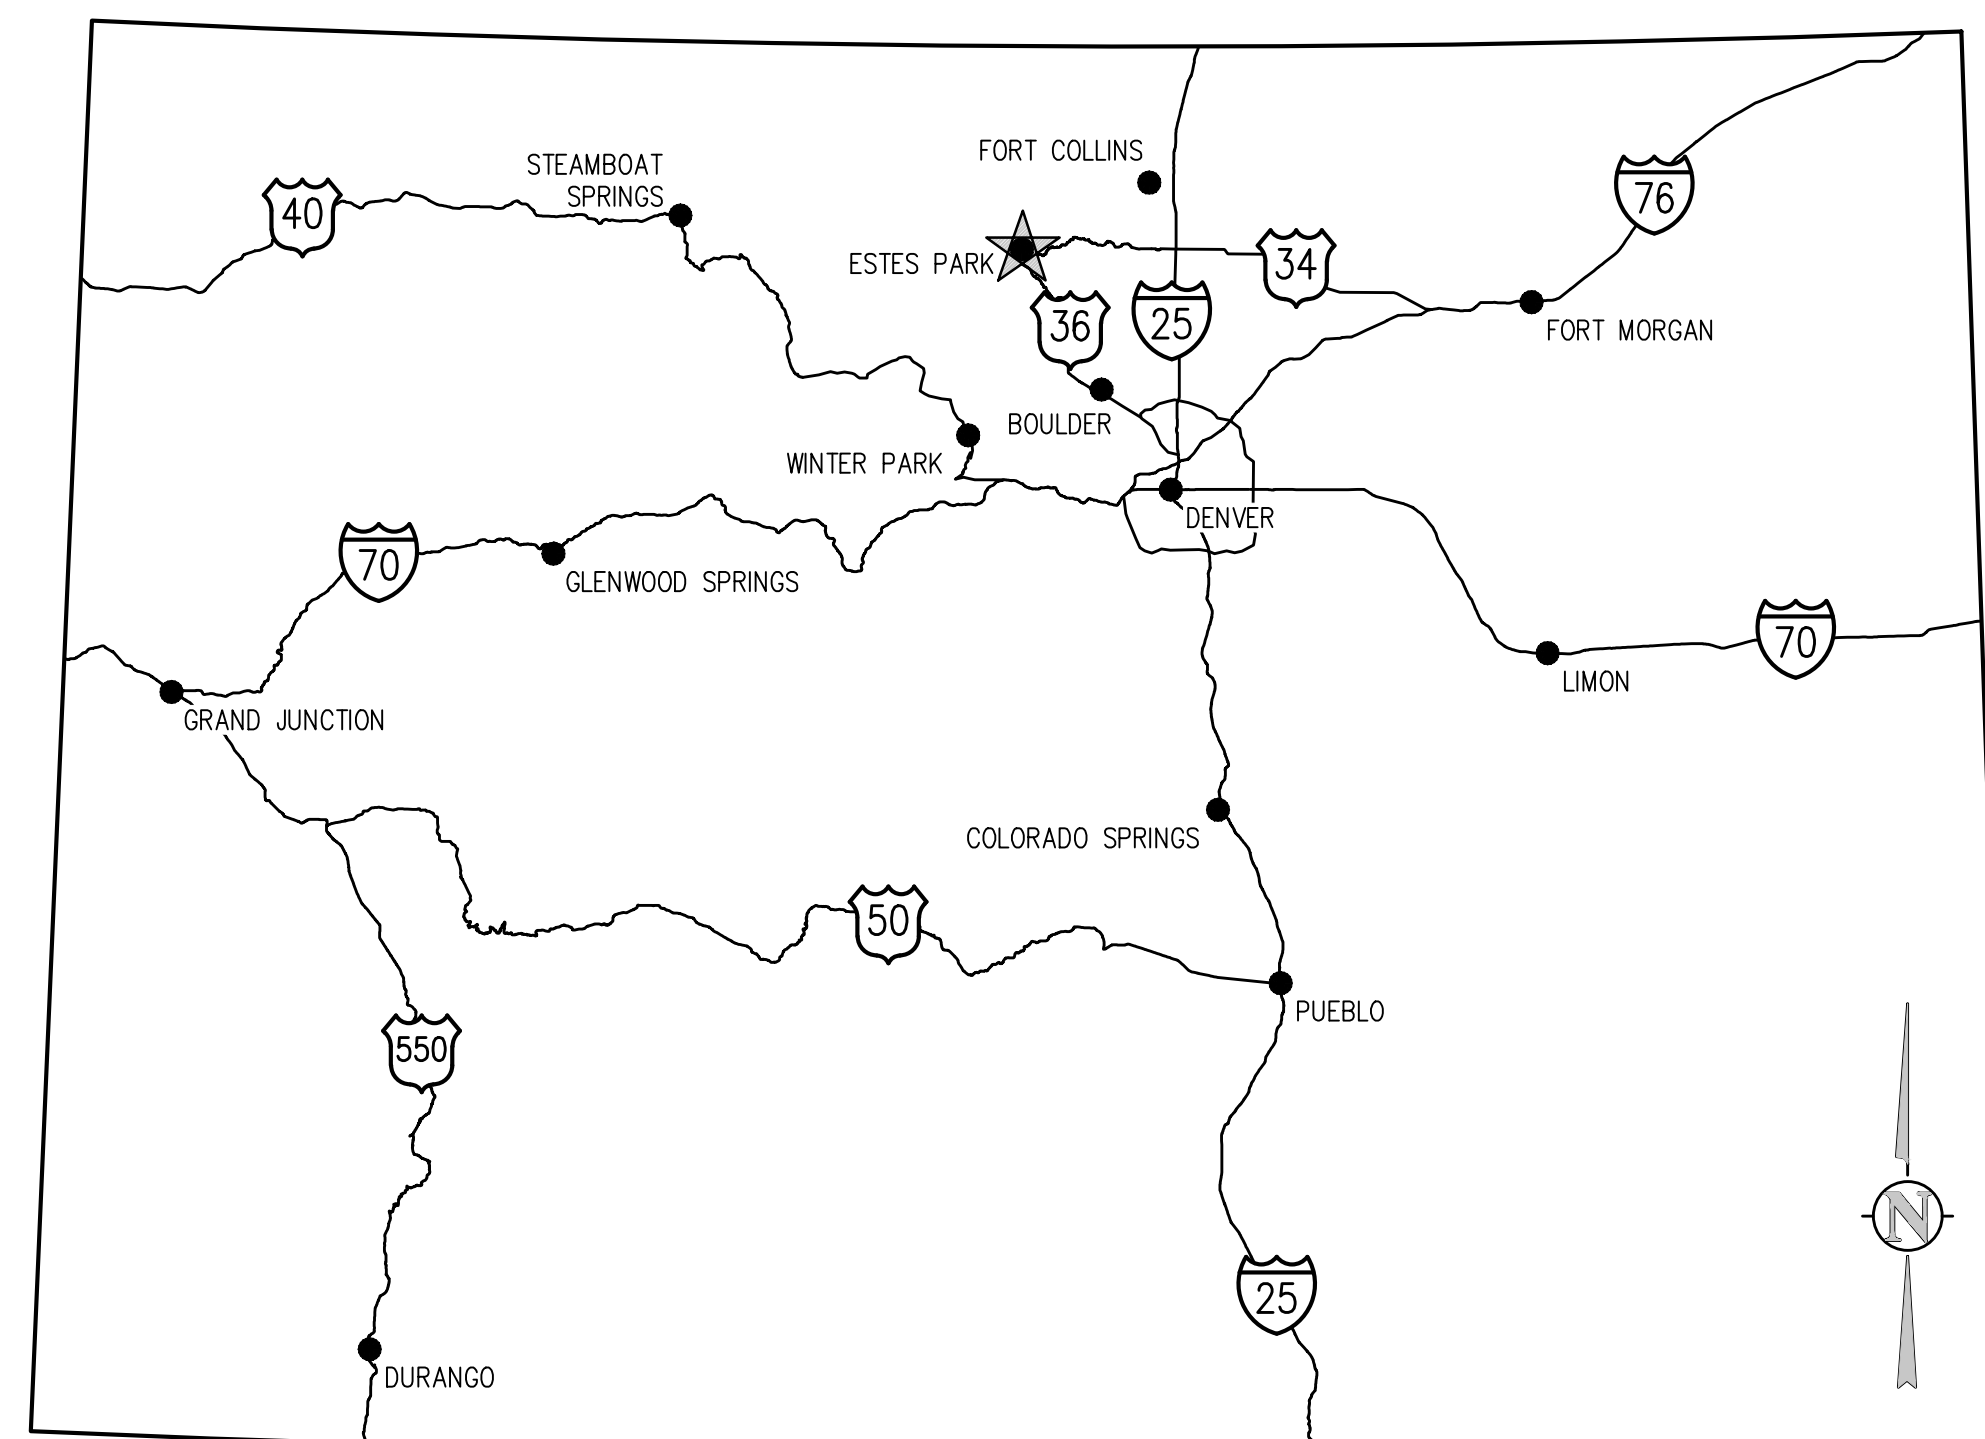 FORT COLLINS
STEAMBOAT
SPRINGS
76
40
34
ESTES PARK
36
25
FORT MORGAN
BOULDER
WINTER PARK
DENVER
70
GLENWOOD SPRINGS
70
LIMON
GRAND JUNCTION
COLORADO SPRINGS
50
PUEBLO
550
N
25
DURANGO